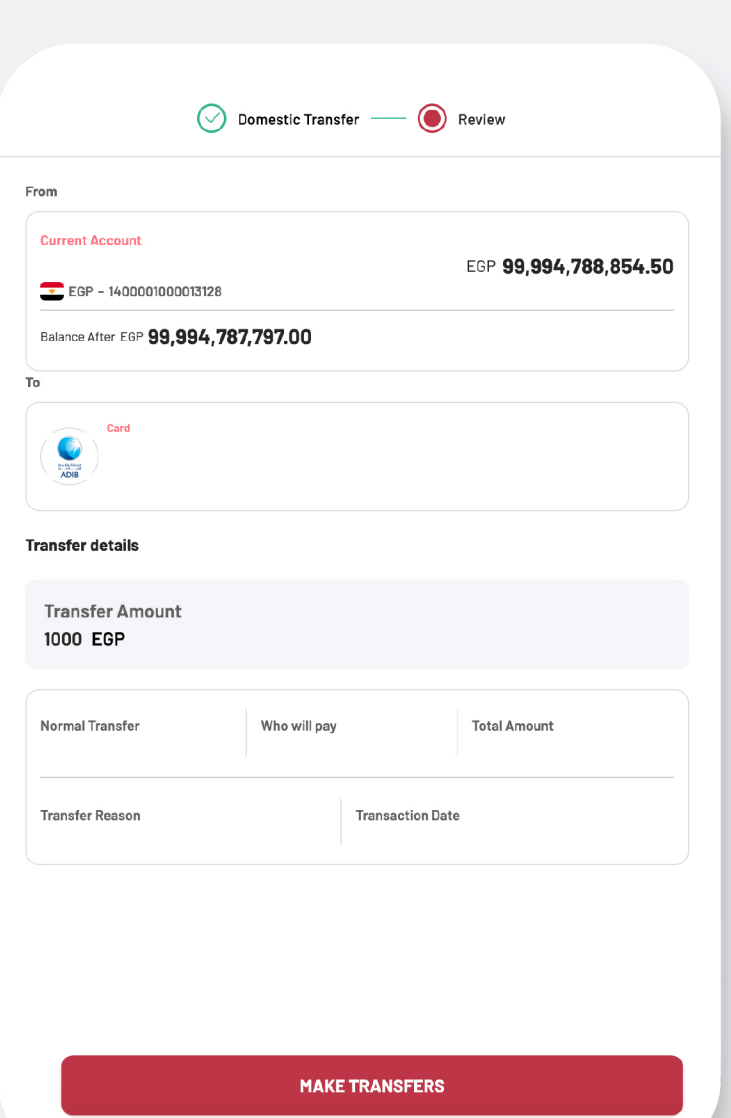 Domestic Transfer
Review
From
Current Account
EGP 99,994,788,854.50
EGP - 1400001000013128
Balance After EGP 99,994,787,797.00
To
Card
ADIB
Transfer details
Transfer Amount
1000 EGP
Normal Transfer
Who will pay
Total Amount
Transfer Reason
Transaction Date
MAKE TRANSFERS